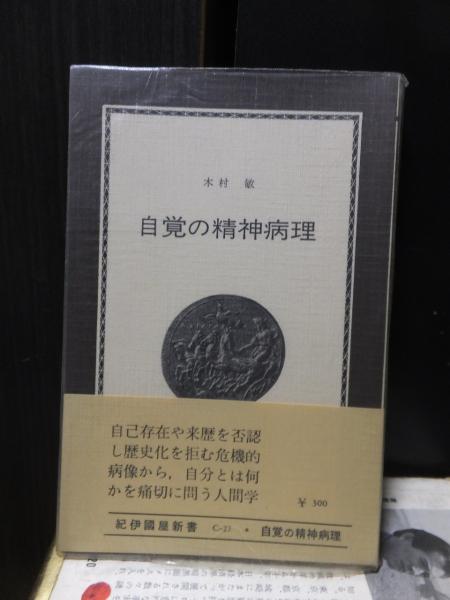 木村 敏
自覚の精神病理
自己存在や来歴を否認
し歴史化を拒む危機的
病像から，自分とは何
かを痛切に問う人間学
¥ 300
紀伊國屋新書 C-23 * 自覚の精神病理
20